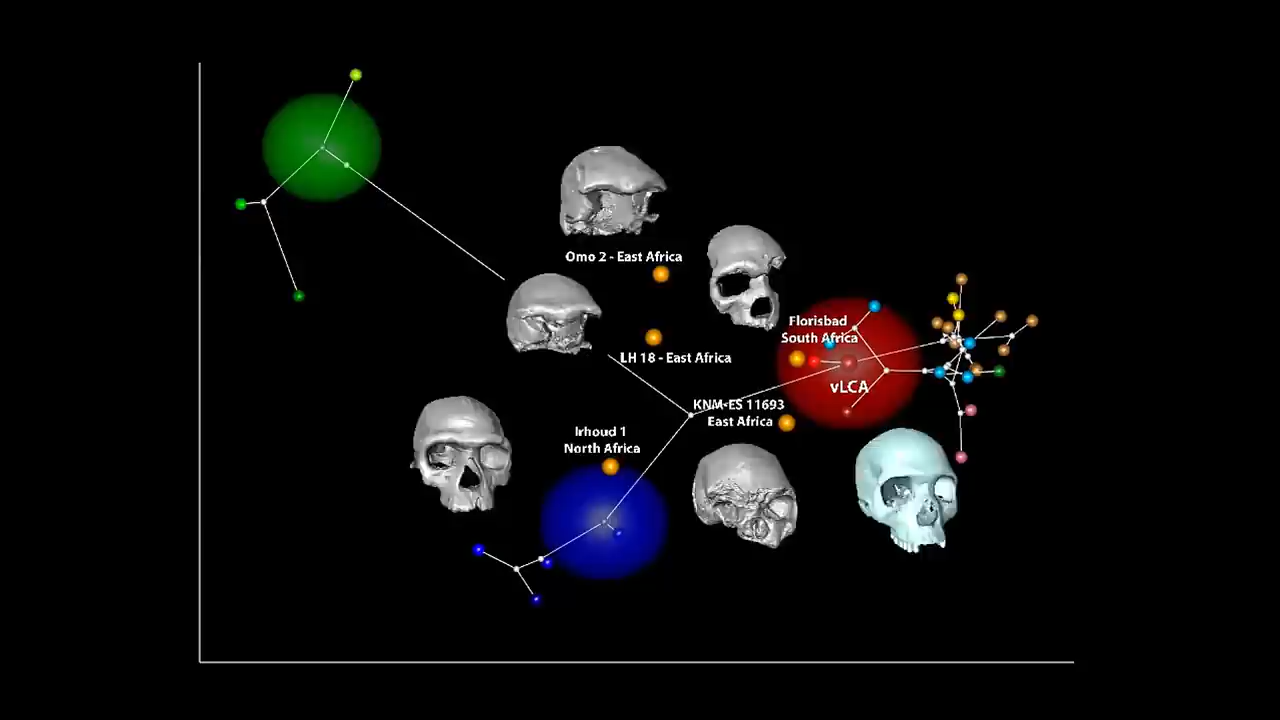 Omo 2 - East Africa
Florisbad
South Africa
LH 18 - East Africa
vLCA
KNM-ES 11693
East Africa
Irhoud 1
North Africa